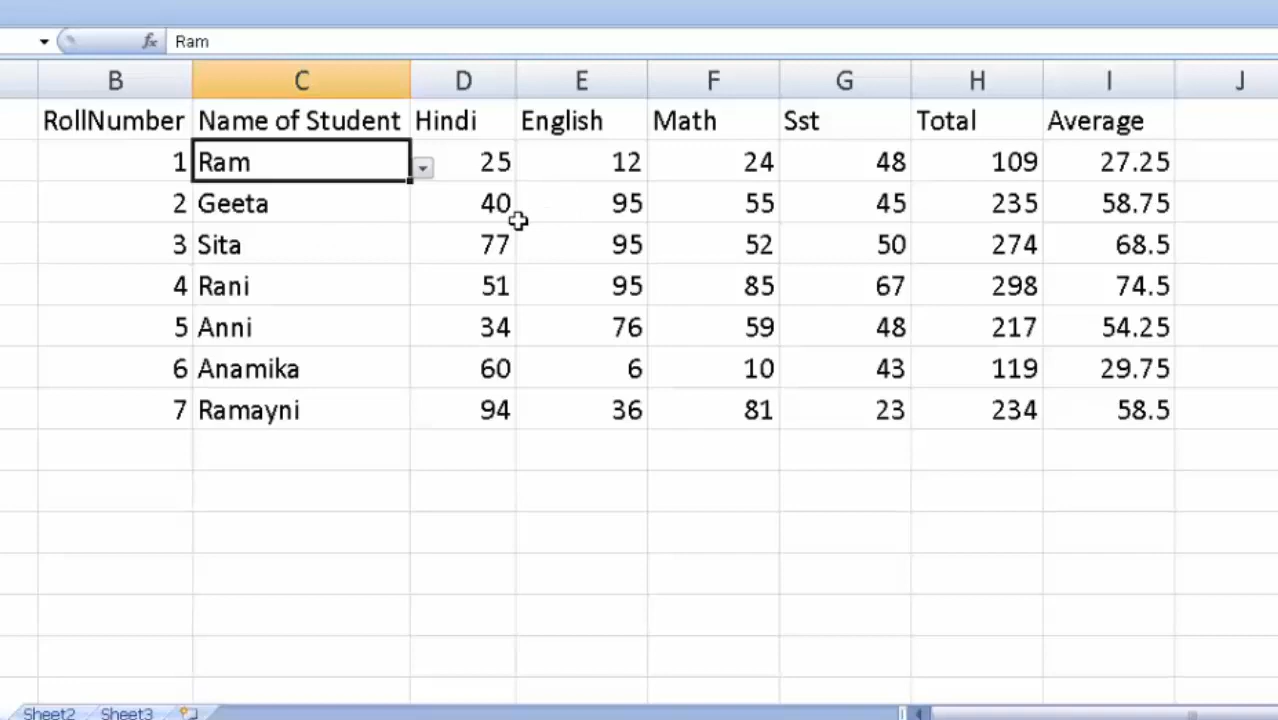 fx Ram
B C D E F G H I J
RollNumber Name of Student Hindi English Math Sst Total Average
1 Ram 25 12 24 48 109 27.25
2 Geeta 40 95 55 45 235 58.75
3 Sita 77 95 52 50 274 68.5
4 Rani 51 95 85 67 298 74.5
5 Anni 34 76 59 48 217 54.25
6 Anamika 60 6 10 43 119 29.75
7 Ramayni 94 36 81 23 234 58.5
Sheet2 Sheet3